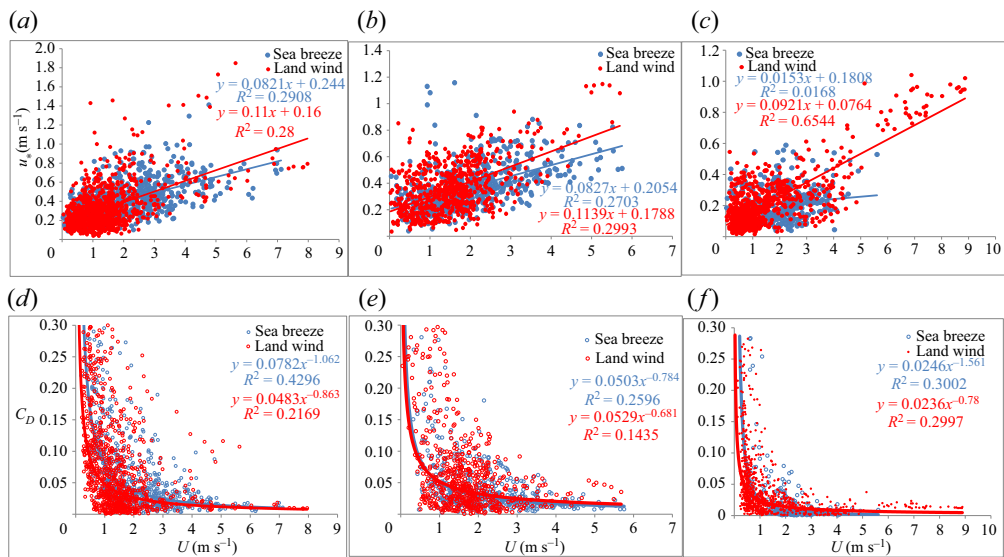 (a)
(b)
(c)
2.0
1.8
1.6
1.4
1.2
1.0
0.8
0.6
0.4
0.2
u* (m s−1)
Sea breeze
Land wind
y = 0.0821x + 0.244
R2 = 0.2908
y = 0.11x + 0.16
R2 = 0.28
0 1 2 3 4 5 6 7 8 9
1.4
1.2
1.0
0.8
0.6
0.4
0.2
Sea breeze
Land wind
y = 0.0827x + 0.2054
R2 = 0.2703
y = 0.1139x + 0.1788
R2 = 0.2993
0 1 2 3 4 5 6 7
1.2
1.0
0.8
0.6
0.4
0.2
Sea breeze
Land wind
y = 0.0153x + 0.1808
R2 = 0.0168
y = 0.0921x + 0.0764
R2 = 0.6544
0 1 2 3 4 5 6 7 8 9 10
(d)
(e)
(f)
0.30
0.25
0.20
0.15
0.10
0.05
CD
Sea breeze
Land wind
y = 0.0782x−1.062
R2 = 0.4296
y = 0.0483x−0.863
R2 = 0.2169
0 1 2 3 4 5 6 7 8 9
U (m s−1)
0.30
0.25
0.20
0.15
0.10
0.05
Sea breeze
Land wind
y = 0.0503x−0.784
R2 = 0.2596
y = 0.0529x−0.681
R2 = 0.1435
0 1 2 3 4 5 6 7
U (m s−1)
0.30
0.25
0.20
0.15
0.10
0.05
Sea breeze
Land wind
y = 0.0246x−1.561
R2 = 0.3002
y = 0.0236x−0.78
R2 = 0.2997
0 1 2 3 4 5 6 7 8 9 10
U (m s−1)